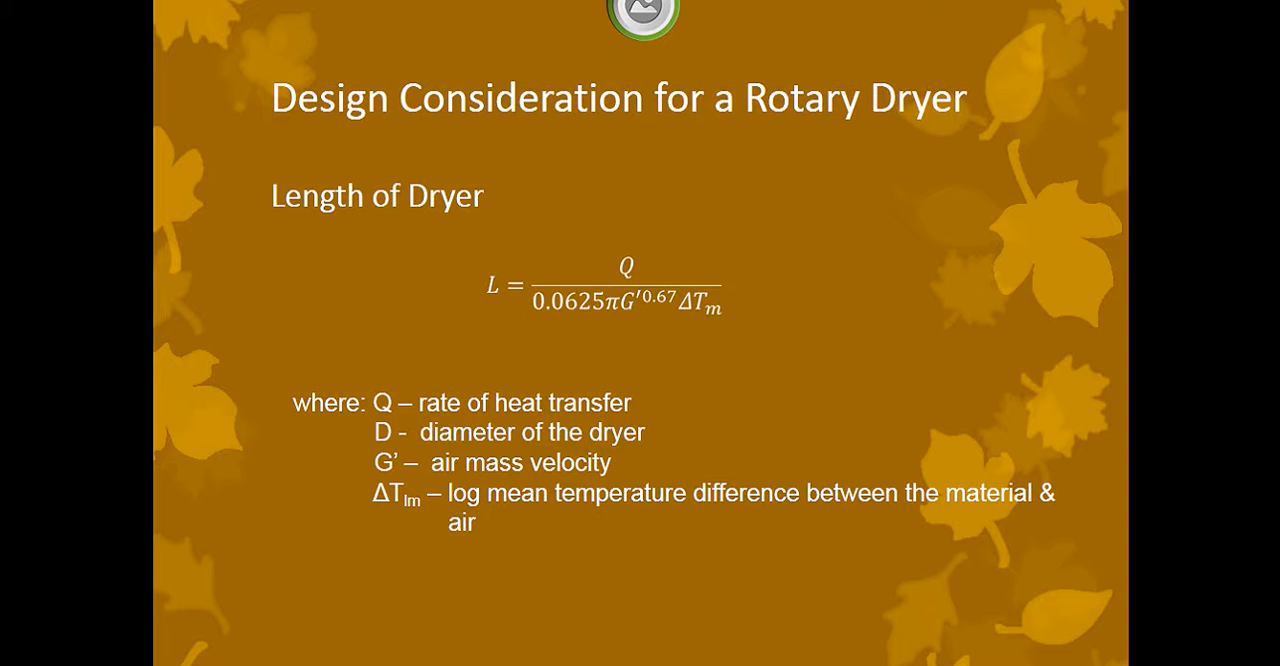 Design Consideration for a Rotary Dryer
Length of Dryer
L = Q / 0.0625πG′^0.67 ΔT_m
where: Q – rate of heat transfer
D - diameter of the dryer
G’ – air mass velocity
ΔT_lm – log mean temperature difference between the material &
air